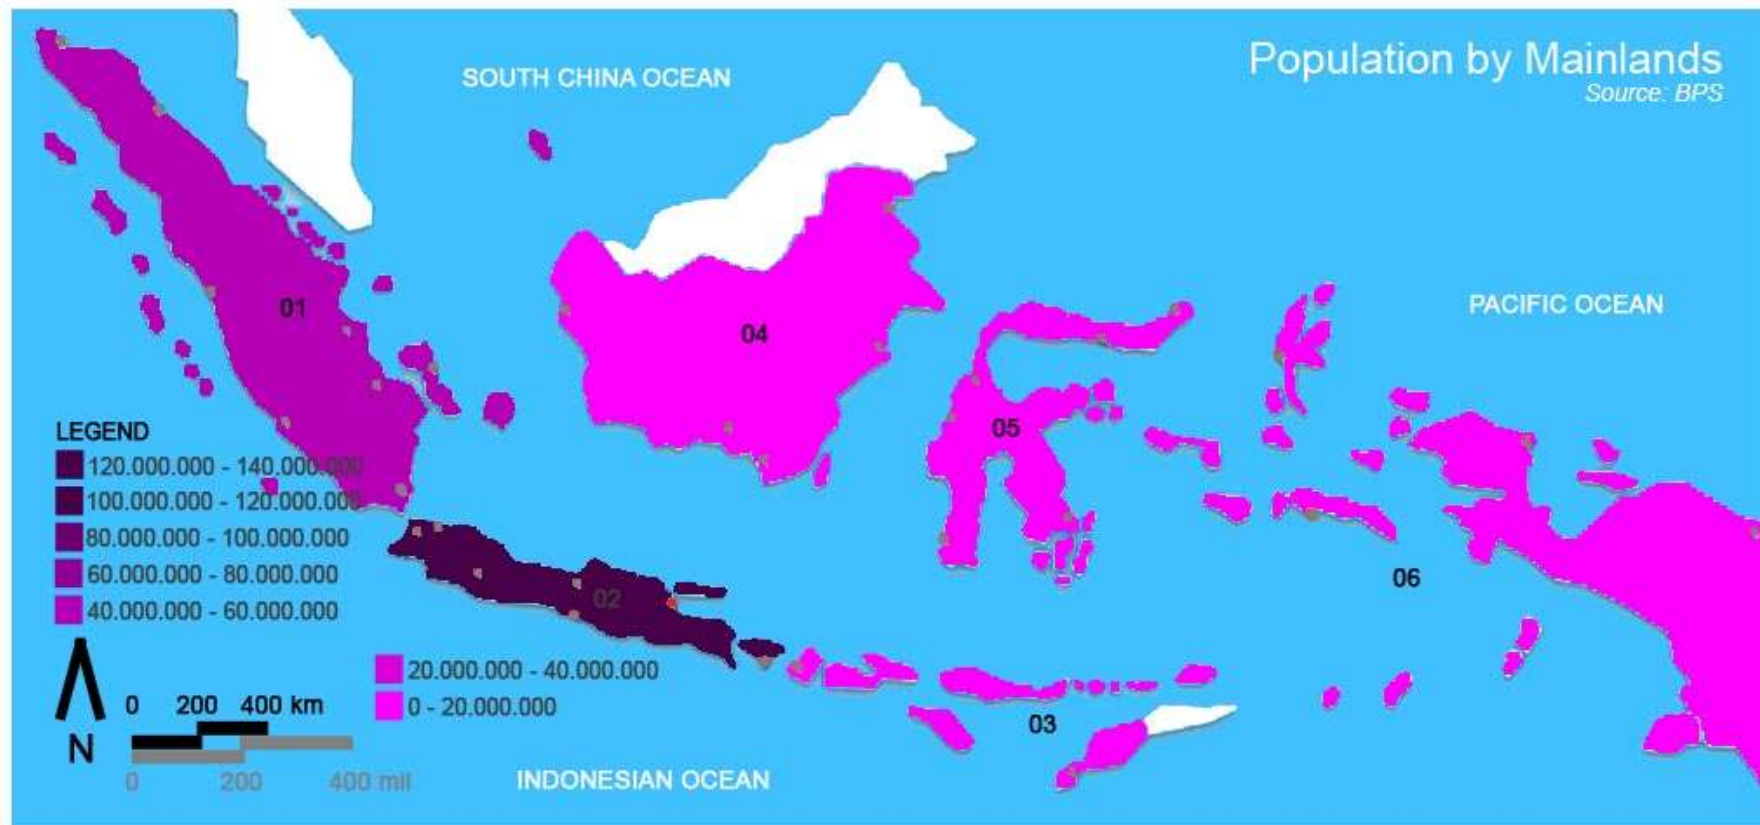 Population by Mainlands
Source: BPS
SOUTH CHINA OCEAN
PACIFIC OCEAN
01
04
05
LEGEND
120.000.000 - 140.000.000
100.000.000 - 120.000.000
80.000.000 - 100.000.000
60.000.000 - 80.000.000
40.000.000 - 60.000.000
02
06
20.000.000 - 40.000.000
0 - 20.000.000
03
0 200 400 km
N
0 200 400 mil
INDONESIAN OCEAN